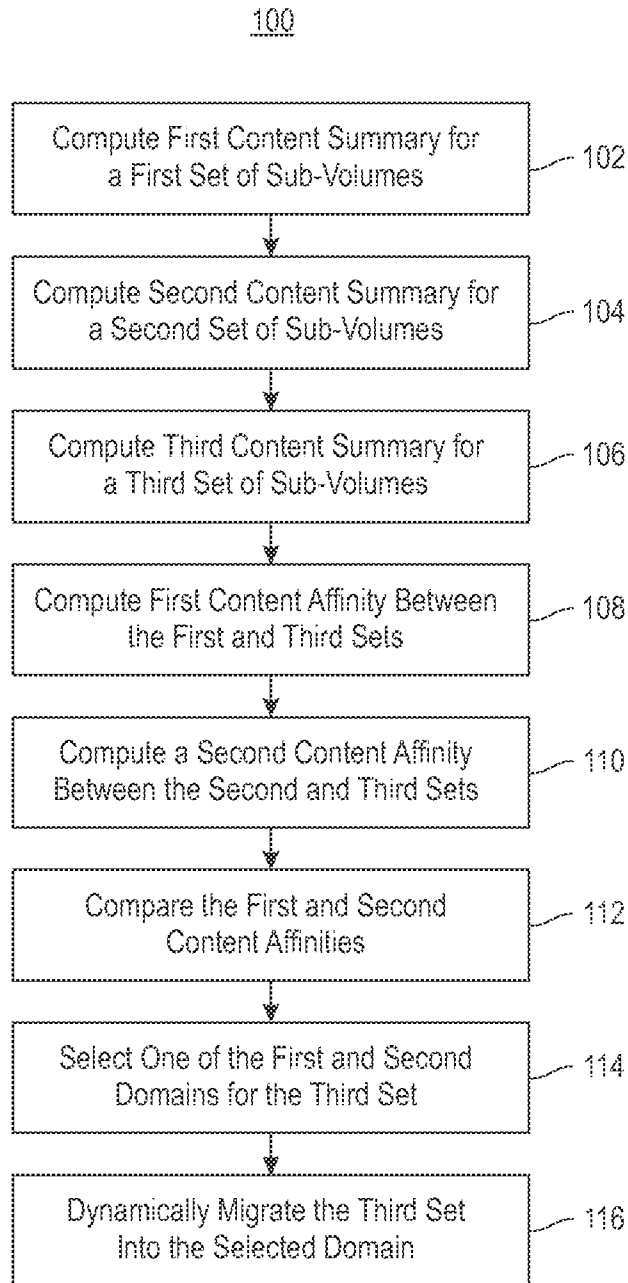 100
Compute First Content Summary for
a First Set of Sub-Volumes
102
Compute Second Content Summary for
a Second Set of Sub-Volumes
104
Compute Third Content Summary for
a Third Set of Sub-Volumes
106
Compute First Content Affinity Between
the First and Third Sets
108
Compute a Second Content Affinity
Between the Second and Third Sets
110
Compare the First and Second
Content Affinities
112
Select One of the First and Second
Domains for the Third Set
114
Dynamically Migrate the Third Set
Into the Selected Domain
116